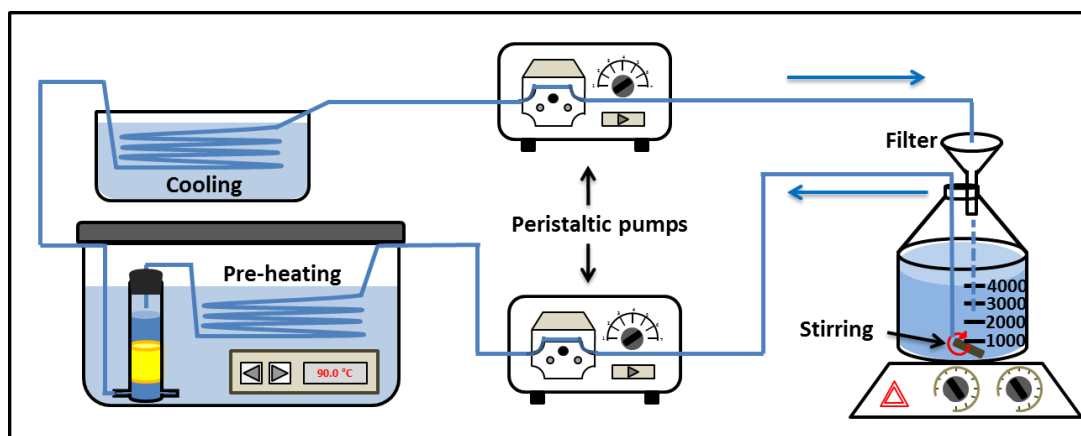 Filter
Cooling
Peristaltic pumps
Pre-heating
4000
3000
2000
1000
Stirring
90.0 °C